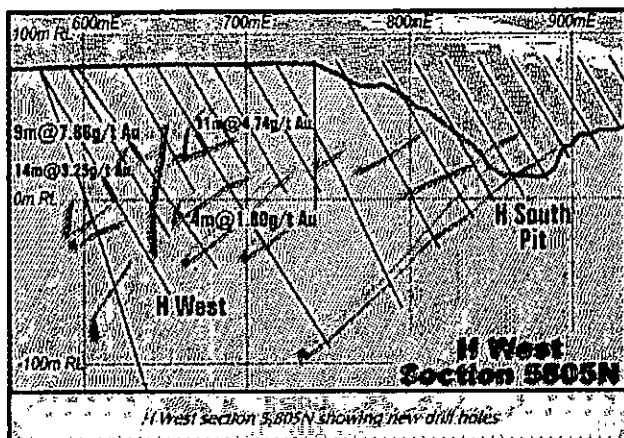 600mE 700mE 800mE 900mE
100m RL
11m@4.74g/t Au
9m@7.86g/t Au
14m@3.23g/t Au
0m RL
4m@1.80g/t Au
H South
Pit
H West
-100m RL
H West
Section 5805N
H West section 5,805N showing new drill holes